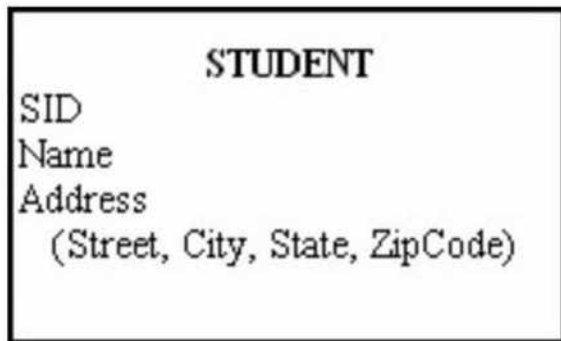 STUDENT
SID
Name
Address
(Street, City, State, ZipCode)